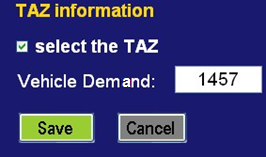 TAZ information
select the TAZ
Vehicle Demand: 1457
Save Cancel